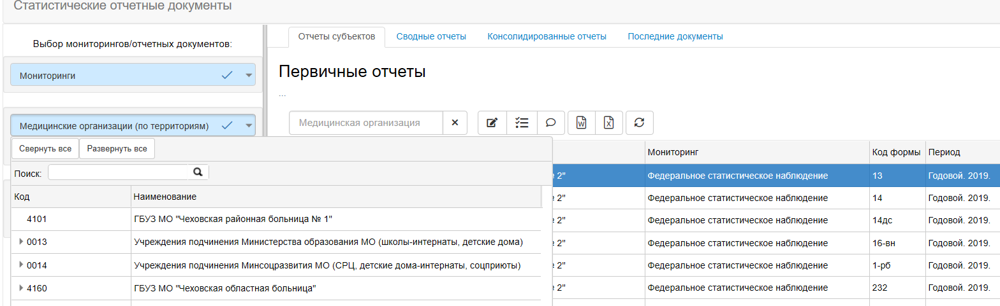 Статистические отчетные документы
Выбор мониторингов/отчетных документов:
Мониторинги
Медицинские организации (по территориям)
Свернуть все Развернуть все
Поиск:
Код Наименование
4101 ГБУЗ МО "Чеховская районная больница № 1"
0013 Учреждения подчинения Министерства образования МО (школы-интернаты, детские дома)
0014 Учреждения подчинения Минсоцразвития МО (СРЦ, детские дома-интернаты, соцприюты)
4160 ГБУЗ МО "Чеховская областная больница"
Отчеты субъектов Сводные отчеты Консолидированные отчеты Последние документы
Первичные отчеты
...
Медицинская организация
Мониторинг Код формы Период
2" Федеральное статистическое наблюдение 13 Годовой. 2019.
2" Федеральное статистическое наблюдение 14 Годовой. 2019.
2" Федеральное статистическое наблюдение 14дс Годовой. 2019.
2" Федеральное статистическое наблюдение 16-вн Годовой. 2019.
2" Федеральное статистическое наблюдение 1-рб Годовой. 2019.
2" Федеральное статистическое наблюдение 232 Годовой. 2019.